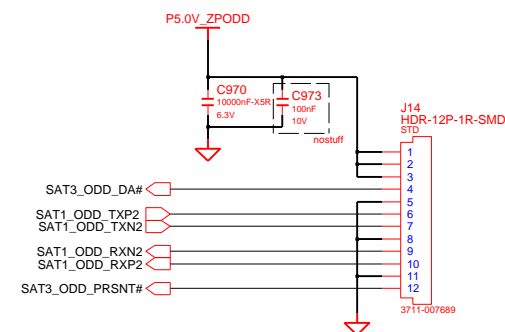 P5.0V_ZPODD
C970
10000nF-X5R
6.3V
C973
100nF
10V
nostuff
J14
HDR-12P-1R-SMD
STD
1
2
3
SAT3_ODD_DA# 4
5
SAT1_ODD_TXP2 6
SAT1_ODD_TXN2 7
8
SAT1_ODD_RXN2 9
SAT1_ODD_RXP2 10
11
SAT3_ODD_PRSNT# 12
3711-007689